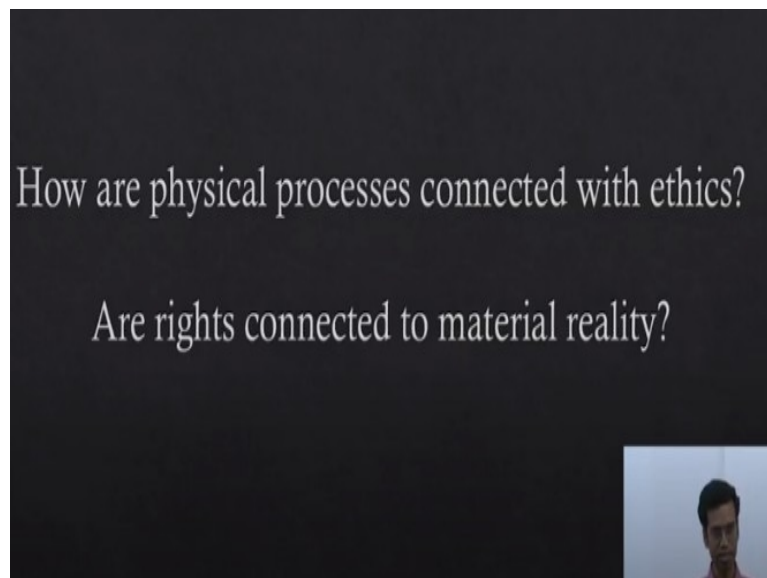 How are physical processes connected with ethics?
Are rights connected to material reality?